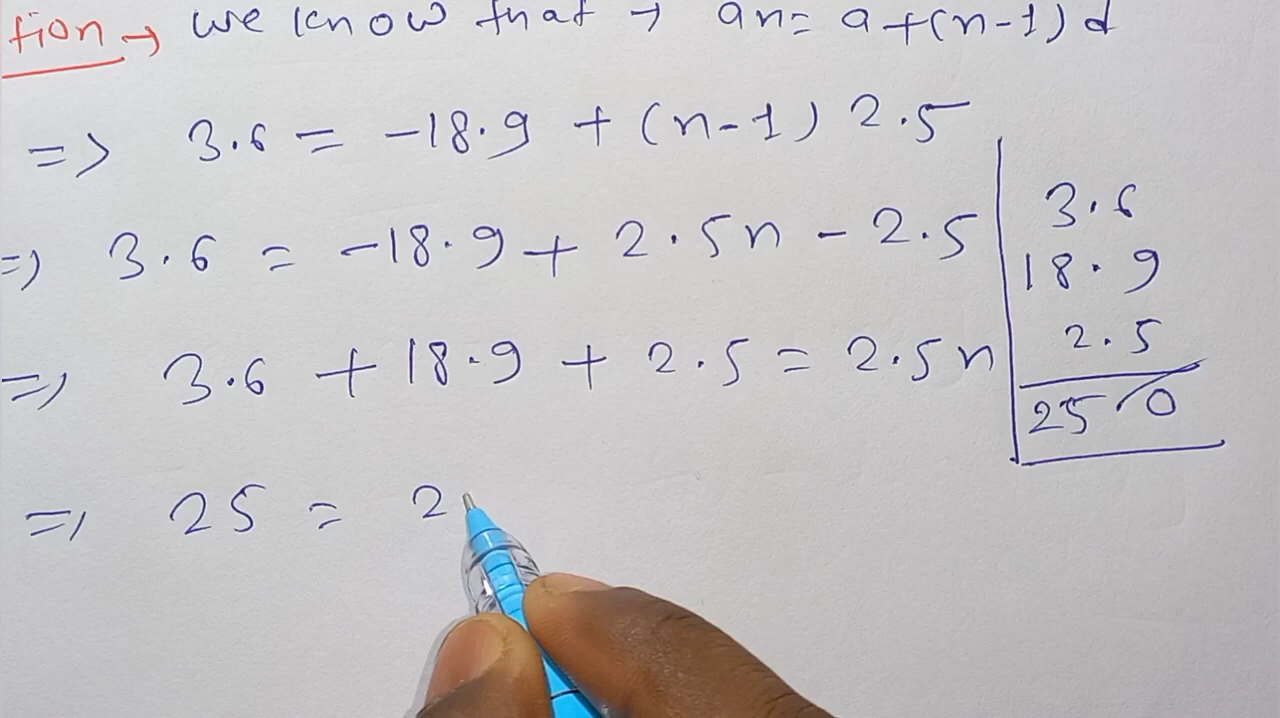 tion → we know that → an = a+(n-1) d
=> 3.6 = -18.9 + (n-1) 2.5
=> 3.6 = -18.9 + 2.5n - 2.5
=> 3.6 + 18.9 + 2.5 = 2.5n
3.6
18.9
2.5
25.0
=> 25 = 2